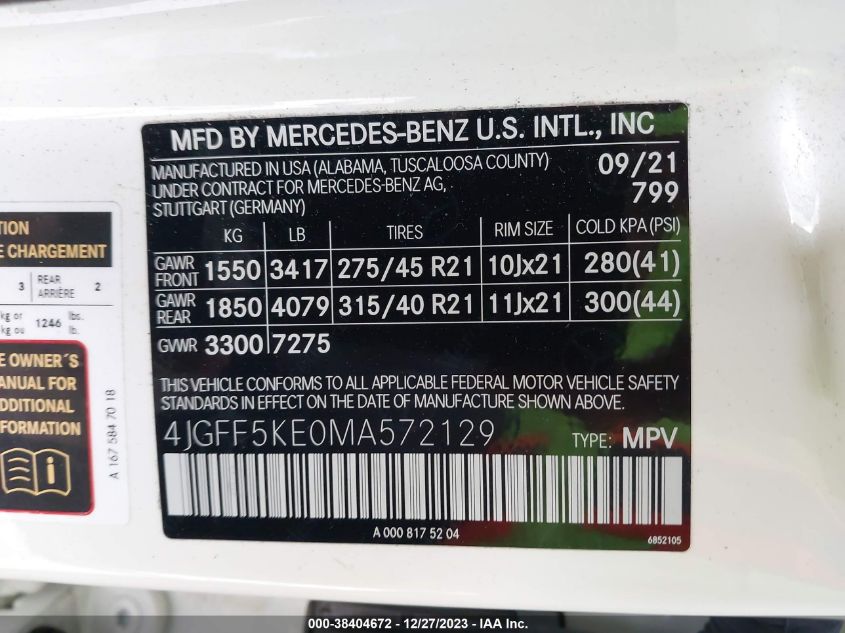 TION
E CHARGEMENT
3 REAR ARRIÈRE 2
kg or kg ou 1246 lbs. lb.
E OWNER´S
ANUAL FOR
DDITIONAL
FORMATION
A 167 584 70 18
MFD BY MERCEDES-BENZ U.S. INTL., INC
MANUFACTURED IN USA (ALABAMA, TUSCALOOSA COUNTY) 09/21
UNDER CONTRACT FOR MERCEDES-BENZ AG, 799
STUTTGART (GERMANY)
KG LB TIRES RIM SIZE COLD KPA (PSI)
GAWR FRONT 1550 3417 275/45 R21 10Jx21 280(41)
GAWR REAR 1850 4079 315/40 R21 11Jx21 300(44)
GVWR 3300 7275
THIS VEHICLE CONFORMS TO ALL APPLICABLE FEDERAL MOTOR VEHICLE SAFETY
STANDARDS IN EFFECT ON THE DATE OF MANUFACTURE SHOWN ABOVE.
4JGFF5KE0MA572129 TYPE: MPV
A 000 817 52 04
6852105
000-38404672 - 12/27/2023 - IAA Inc.